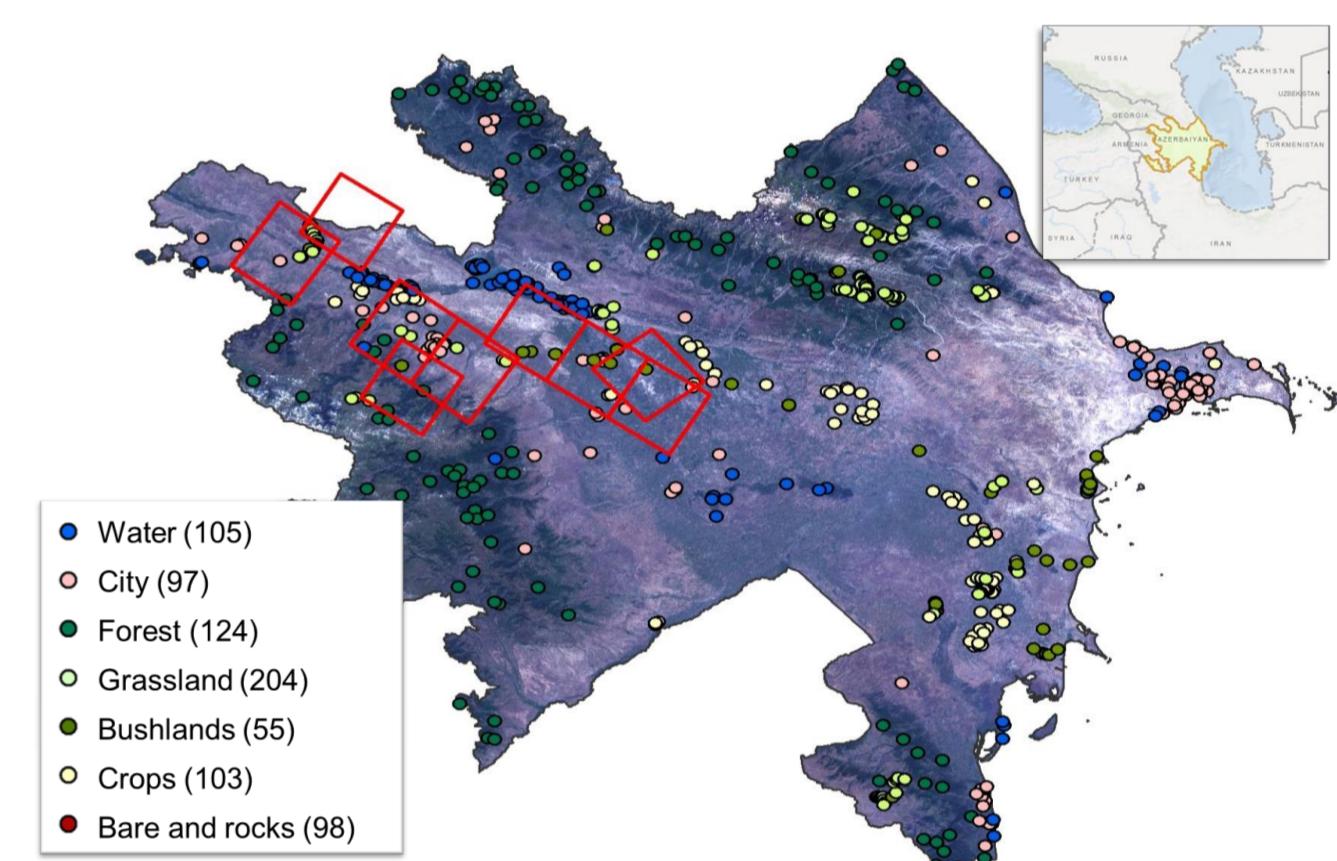 RUSSIA
KAZAKHSTAN
UZBEKISTAN
GEORGIA
ARMENIA
AZERBAIYÁN
TURKMENISTAN
TURKEY
SYRIA
IRAQ
IRAN
Water (105)
City (97)
Forest (124)
Grassland (204)
Bushlands (55)
Crops (103)
Bare and rocks (98)